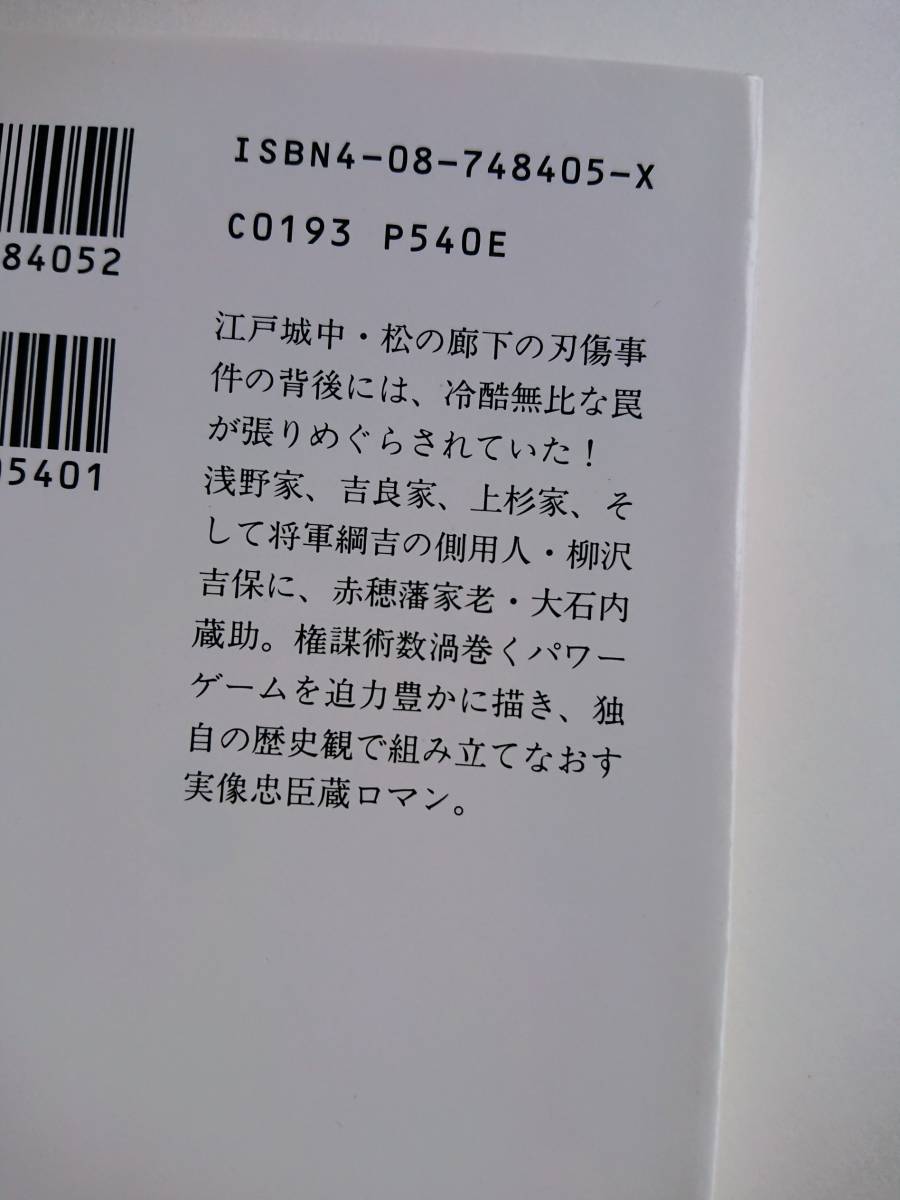 ISBN4-08-748405-X
C0193 P540E
84052
5401
江戸城中・松の廊下の刃傷事
件の背後には、冷酷無比な罠
が張りめぐらされていた！
浅野家、吉良家、上杉家、そ
して将軍綱吉の側用人・柳沢
吉保に、赤穂藩家老・大石内
蔵助。権謀術数渦巻くパワー
ゲームを迫力豊かに描き、独
自の歴史観で組み立てなおす
実像忠臣蔵ロマン。